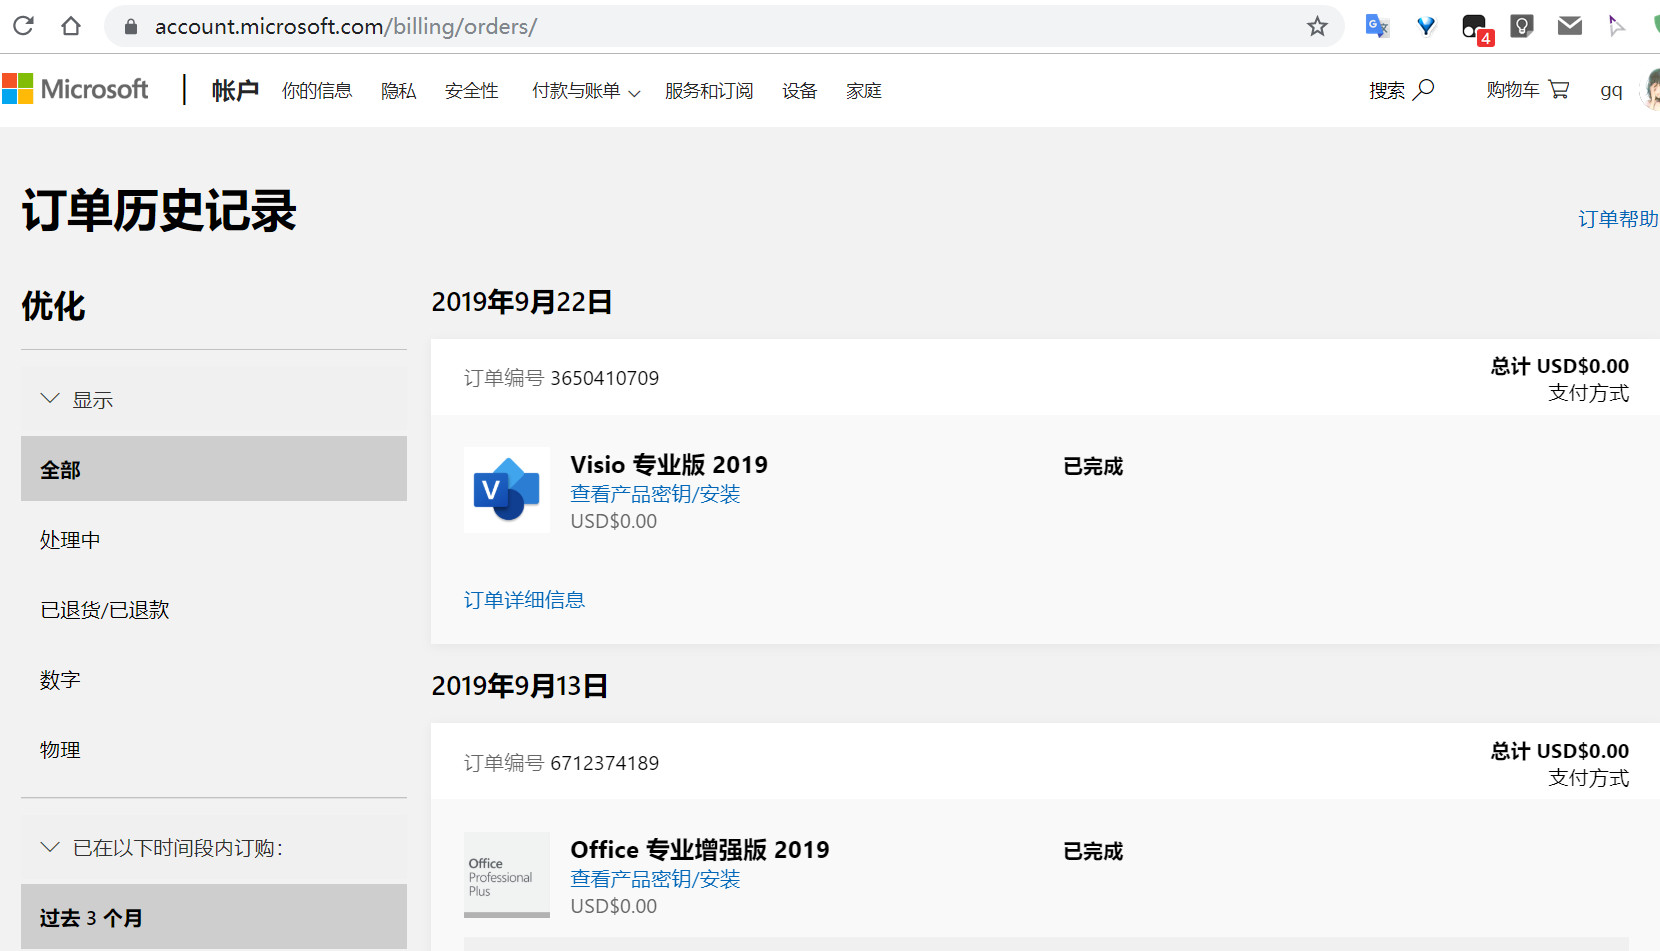 account.microsoft.com/billing/orders/
4
Microsoft
帐户
你的信息
隐私
安全性
付款与账单
服务和订阅
设备
家庭
搜索
购物车
gq
订单历史记录
订单帮助
优化
显示
全部
处理中
已退货/已退款
数字
物理
已在以下时间段内订购:
过去 3 个月
2019年9月22日
订单编号 3650410709
总计 USD$0.00
支付方式
V
Visio 专业版 2019
已完成
查看产品密钥/安装
USD$0.00
订单详细信息
2019年9月13日
订单编号 6712374189
总计 USD$0.00
支付方式
Office
Professional
Plus
Office 专业增强版 2019
已完成
查看产品密钥/安装
USD$0.00